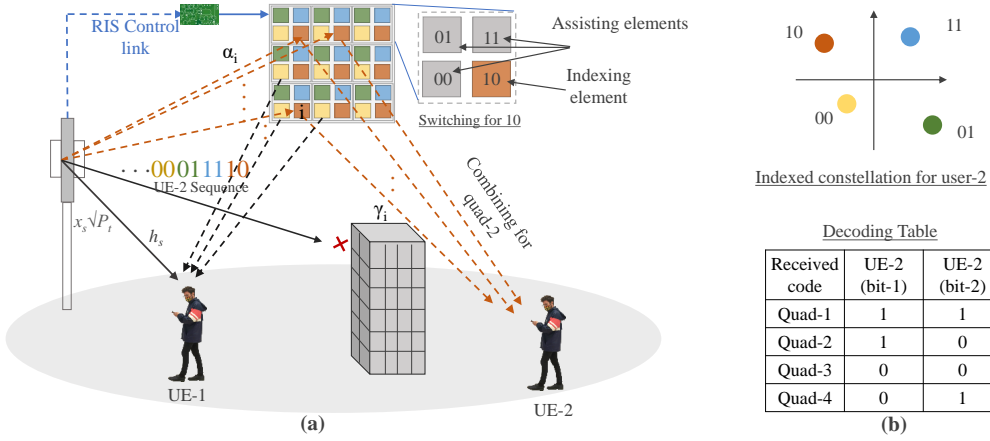 RIS Control
link
α_i
i
01
11
00
10
Switching for 10
Assisting elements
Indexing
element
· · · 00011110
UE-2 Sequence
x_s√P_t
h_s
γ_i
Combining for
quad-2
UE-1
UE-2
(a)
10
11
00
01
Indexed constellation for user-2
Decoding Table
Received code UE-2 (bit-1) UE-2 (bit-2)
Quad-1 1 1
Quad-2 1 0
Quad-3 0 0
Quad-4 0 1
(b)